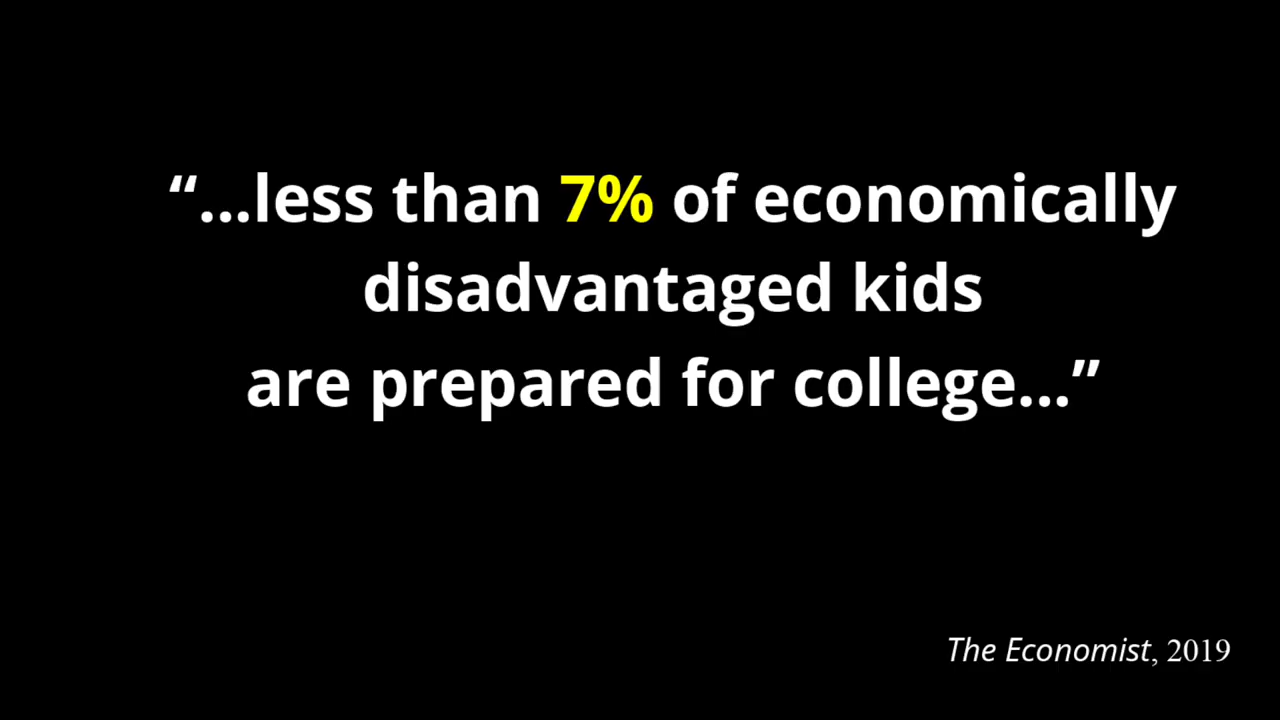 “...less than 7% of economically
disadvantaged kids
are prepared for college...”
The Economist, 2019